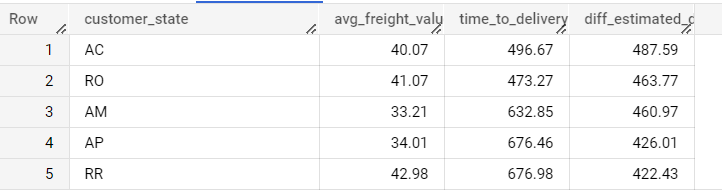 Row customer_state avg_freight_valu time_to_delivery diff_estimated_d
1 AC 40.07 496.67 487.59
2 RO 41.07 473.27 463.77
3 AM 33.21 632.85 460.97
4 AP 34.01 676.46 426.01
5 RR 42.98 676.98 422.43